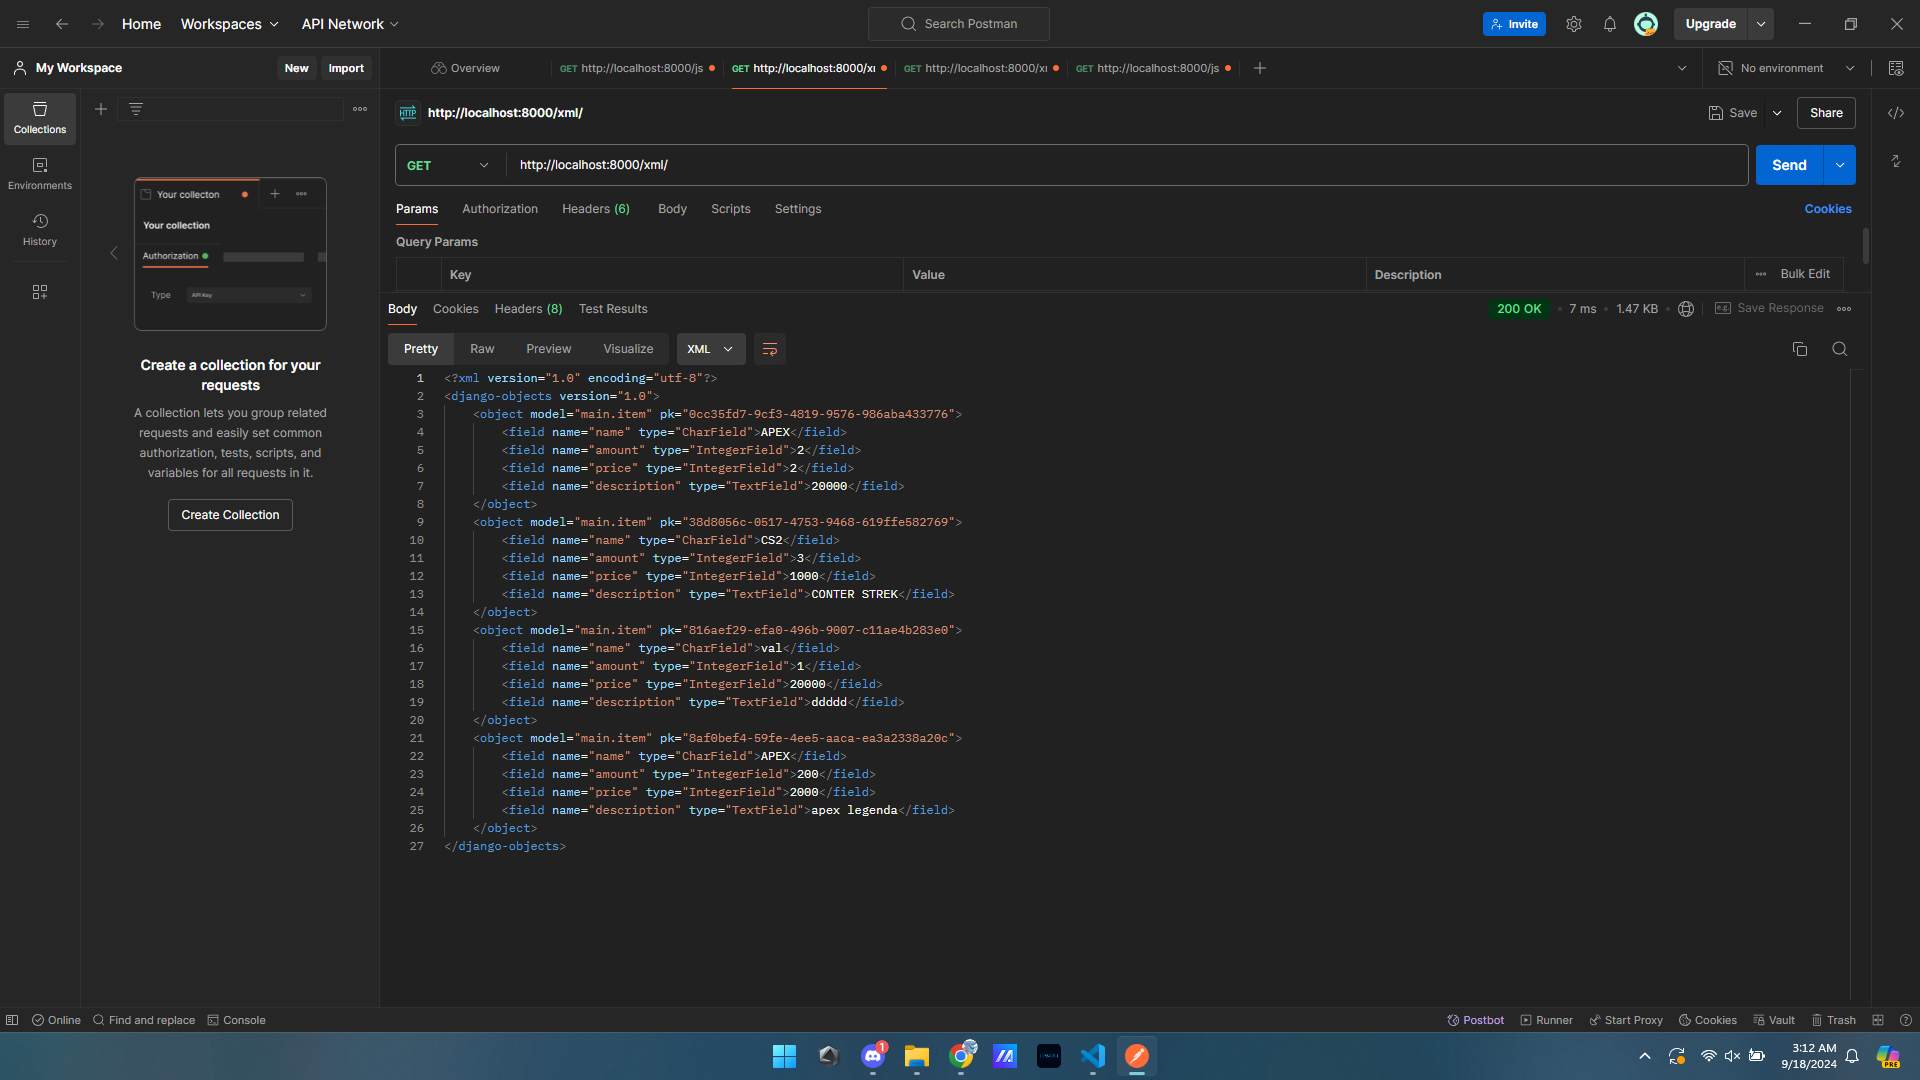 Home Workspaces API Network Search Postman Invite Upgrade
My Workspace New Import Overview GET http://localhost:8000/js GET http://localhost:8000/x GET http://localhost:8000/x GET http://localhost:8000/js No environment
Collections
Environments
History
Your collecton
Your collection
Authorization
Type API Key
Create a collection for your
requests
A collection lets you group related
requests and easily set common
authorization, tests, scripts, and
variables for all requests in it.
Create Collection
HTTP http://localhost:8000/xml/ Save Share
GET http://localhost:8000/xml/ Send
Params Authorization Headers (6) Body Scripts Settings Cookies
Query Params
Key Value Description Bulk Edit
Body Cookies Headers (8) Test Results 200 OK • 7 ms • 1.47 KB • e.g. Save Response
Pretty Raw Preview Visualize XML
1 <?xml version="1.0" encoding="utf-8"?>
2 <django-objects version="1.0">
3 <object model="main.item" pk="0cc35fd7-9cf3-4819-9576-986aba433776">
4 <field name="name" type="CharField">APEX</field>
5 <field name="amount" type="IntegerField">2</field>
6 <field name="price" type="IntegerField">2</field>
7 <field name="description" type="TextField">20000</field>
8 </object>
9 <object model="main.item" pk="38d8056c-0517-4753-9468-619ffe582769">
10 <field name="name" type="CharField">CS2</field>
11 <field name="amount" type="IntegerField">3</field>
12 <field name="price" type="IntegerField">1000</field>
13 <field name="description" type="TextField">CONTER STREK</field>
14 </object>
15 <object model="main.item" pk="816aef29-efa0-496b-9007-c11ae4b283e0">
16 <field name="name" type="CharField">val</field>
17 <field name="amount" type="IntegerField">1</field>
18 <field name="price" type="IntegerField">20000</field>
19 <field name="description" type="TextField">ddddd</field>
20 </object>
21 <object model="main.item" pk="8af0bef4-59fe-4ee5-aaca-ea3a2338a20c">
22 <field name="name" type="CharField">APEX</field>
23 <field name="amount" type="IntegerField">200</field>
24 <field name="price" type="IntegerField">2000</field>
25 <field name="description" type="TextField">apex legenda</field>
26 </object>
27 </django-objects>
Online Find and replace Console Postbot Runner Start Proxy Cookies Vault Trash
1
3:12 AM
9/18/2024
PRE